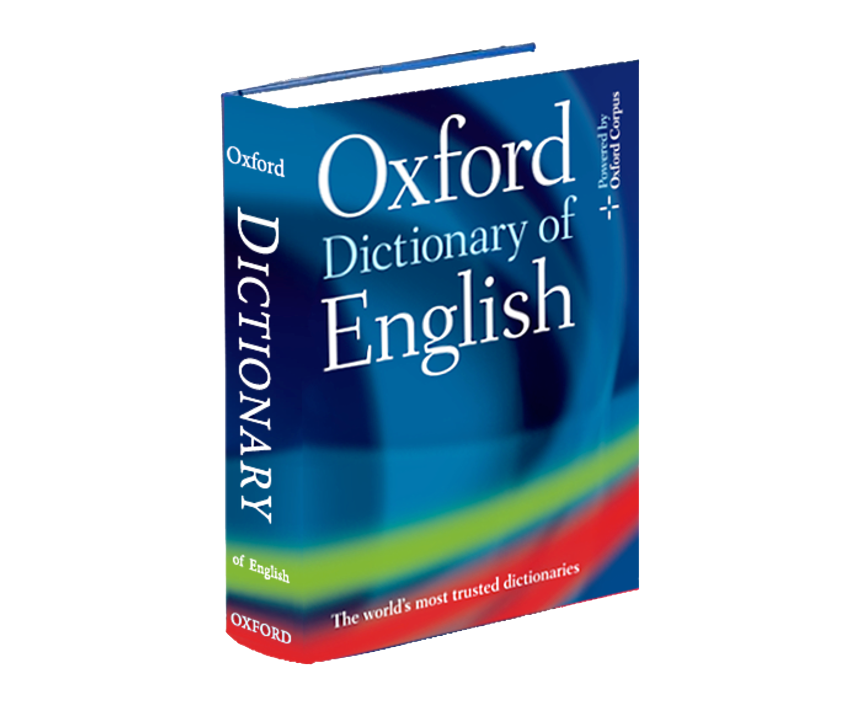 Oxford
DICTIONARY
of English
OXFORD
Oxford
Dictionary of
English
Powered by
Oxford Corpus
The world's most trusted dictionaries